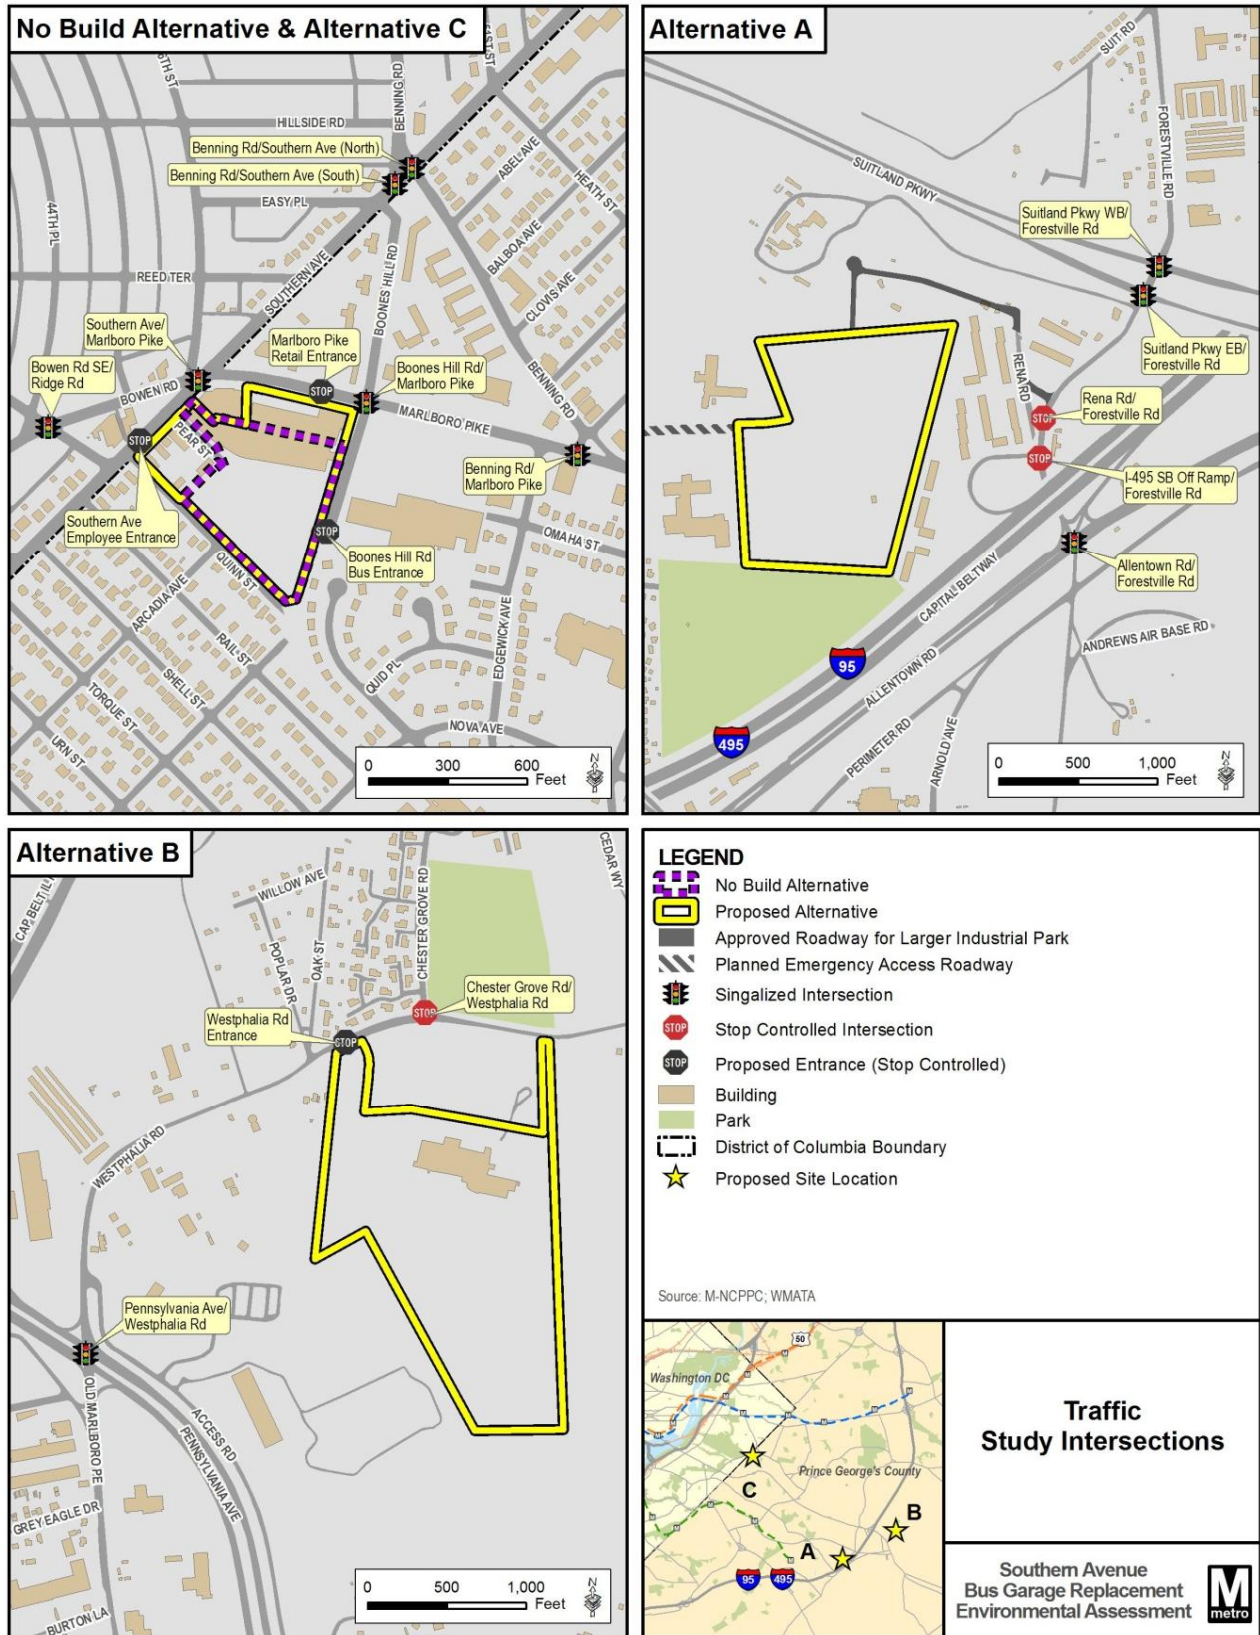 No Build Alternative & Alternative C
BENNING RD
HILLSIDE RD
Benning Rd/Southern Ave (North)
Benning Rd/Southern Ave (South)
ABEL AVE
HEATH ST
EASY PL
44TH PL
BALBOA AVE
REED TER
SOUTHERN AVE
BOONES HILL RD
CLOVIS AVE
Southern Ave/
Marlboro Pike
Marlboro Pike
Retail Entrance
Bowen Rd SE/
Ridge Rd
Boones Hill Rd/
Marlboro Pike
BENNING RD
BOWEN RD
STOP
MARLBORO PIKE
STOP
PEAR ST
Benning Rd/
Marlboro Pike
Southern Ave
Employee Entrance
STOP
OMAHA ST
Boones Hill Rd
Bus Entrance
QUINN ST
ARCADIA AVE
RAIL ST
EDGEWICK AVE
QUID PL
SHELL ST
TORQUE ST
NOVA AVE
URN ST
N
0 300 600
Feet
Alternative A
SUIT RD
FORESTVILLE RD
SUITLAND PKWY
Suitland Pkwy WB/
Forestville Rd
Suitland Pkwy EB/
Forestville Rd
RENA RD
Rena Rd/
Forestville Rd
STOP
STOP
I-495 SB Off Ramp/
Forestville Rd
Allentown Rd/
Forestville Rd
CAPITAL BELTWAY
ANDREWS AIR BASE RD
95
ALLENTOWN RD
495
PERIMETER RD
ARNOLD AVE
N
0 500 1,000
Feet
Alternative B
CEDAR WY
WILLOW AVE
CHESTER GROVE RD
POPLAR DR
OAK ST
Chester Grove Rd/
Westphalia Rd
Westphalia Rd
Entrance
STOP
STOP
WESTPHALIA RD
Pennsylvania Ave/
Westphalia Rd
OLD MARLBORO PE
ACCESS RD
PENNSYLVANIA AVE
GREY EAGLE DR
BURTON LA
N
0 500 1,000
Feet
LEGEND
No Build Alternative
Proposed Alternative
Approved Roadway for Larger Industrial Park
Planned Emergency Access Roadway
Singalized Intersection
STOP Stop Controlled Intersection
STOP Proposed Entrance (Stop Controlled)
Building
Park
District of Columbia Boundary
Proposed Site Location
Source: M-NCPPC; WMATA
50
Washington DC
Prince George's County
C
B
A
95 495
Traffic
Study Intersections
Southern Avenue
Bus Garage Replacement
Environmental Assessment
M
metro